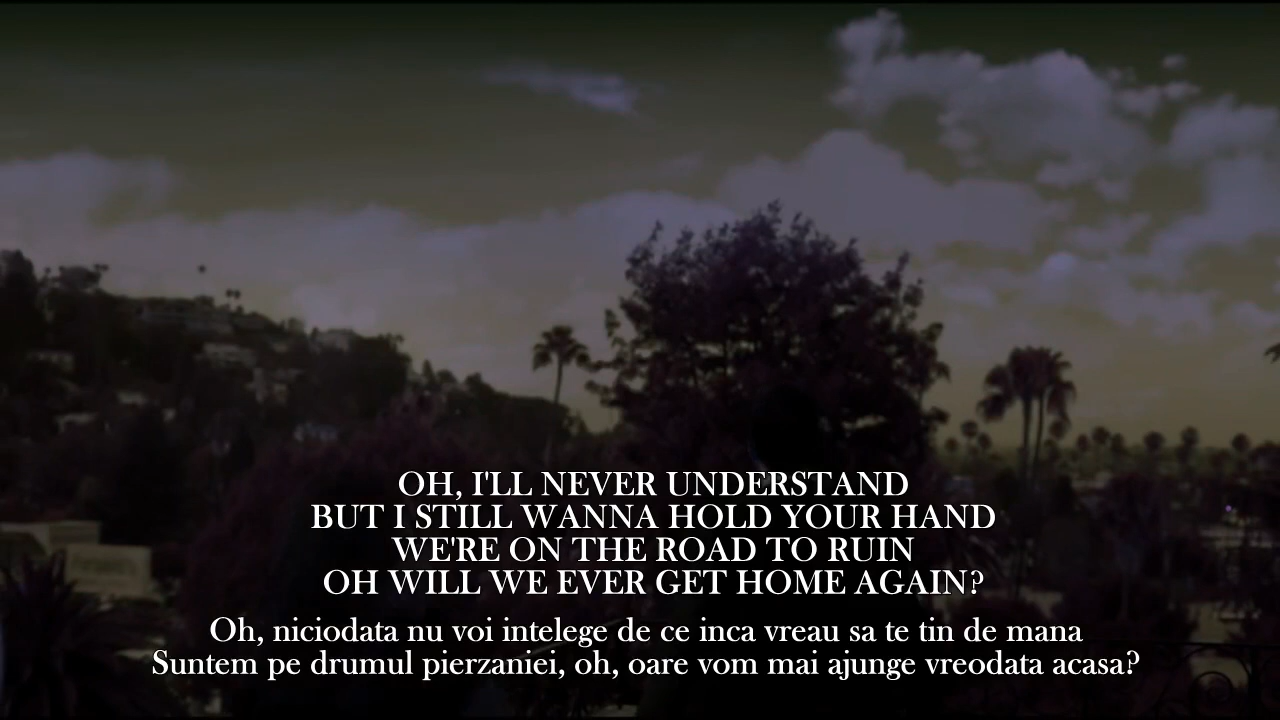 OH, I'LL NEVER UNDERSTAND
BUT I STILL WANNA HOLD YOUR HAND
WE'RE ON THE ROAD TO RUIN
OH WILL WE EVER GET HOME AGAIN?
Oh, niciodata nu voi intelege de ce inca vreau sa te tin de mana
Suntem pe drumul pierzaniei, oh, oare vom mai ajunge vreodata acasa?